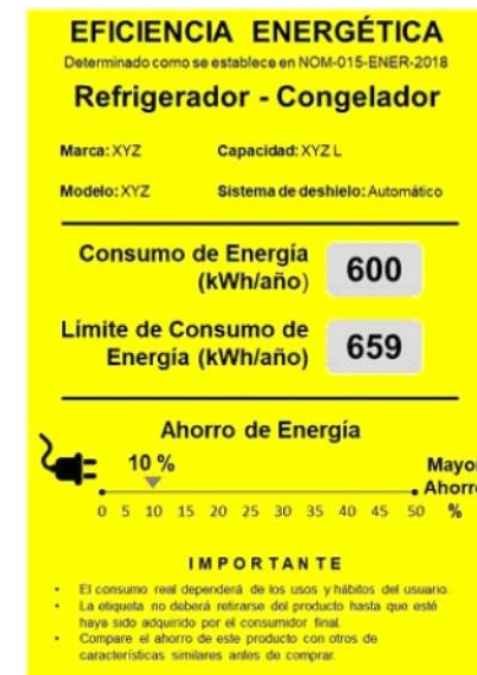 EFICIENCIA ENERGÉTICA
Determinado como se establece en NOM-015-ENER-2018
Refrigerador - Congelador
Marca: XYZ Capacidad: XYZ L
Modelo: XYZ Sistema de deshielo: Automático
Consumo de Energía
(kWh/año) 600
Límite de Consumo de
Energía (kWh/año) 659
Ahorro de Energía
10 %
Mayor
Ahorro
0 5 10 15 20 25 30 35 40 45 50 %
IMPORTANTE
• El consumo real dependerá de los usos y hábitos del usuario.
• La etiqueta no deberá retirarse del producto hasta que esté
haya sido adquirido por el consumidor final.
• Compare el ahorro de este producto con otros de
características similares antes de comprar.